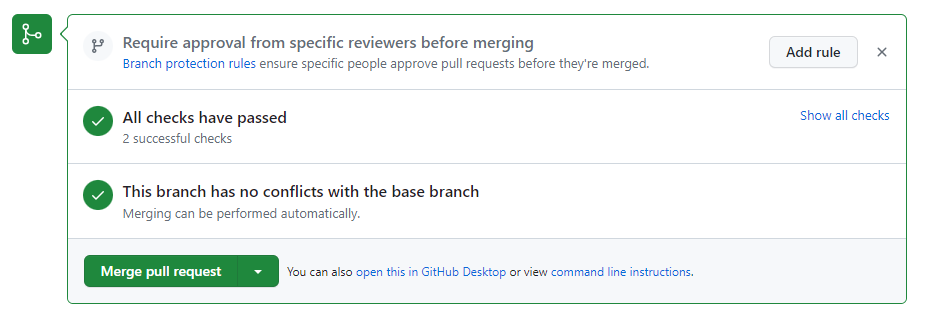 Require approval from specific reviewers before merging
Branch protection rules ensure specific people approve pull requests before they're merged.
Add rule
All checks have passed
2 successful checks
Show all checks
This branch has no conflicts with the base branch
Merging can be performed automatically.
Merge pull request
You can also open this in GitHub Desktop or view command line instructions.